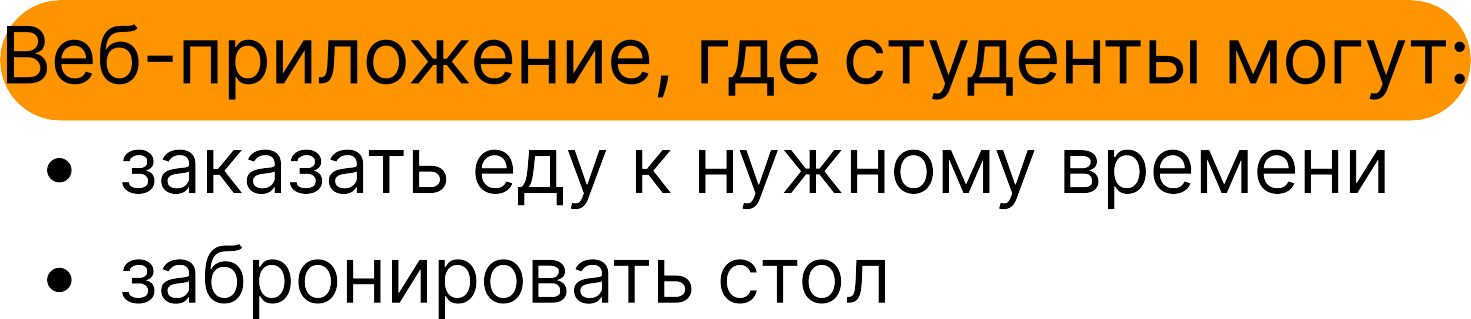 Веб-приложение, где студенты могут:
• заказать еду к нужному времени
• забронировать стол